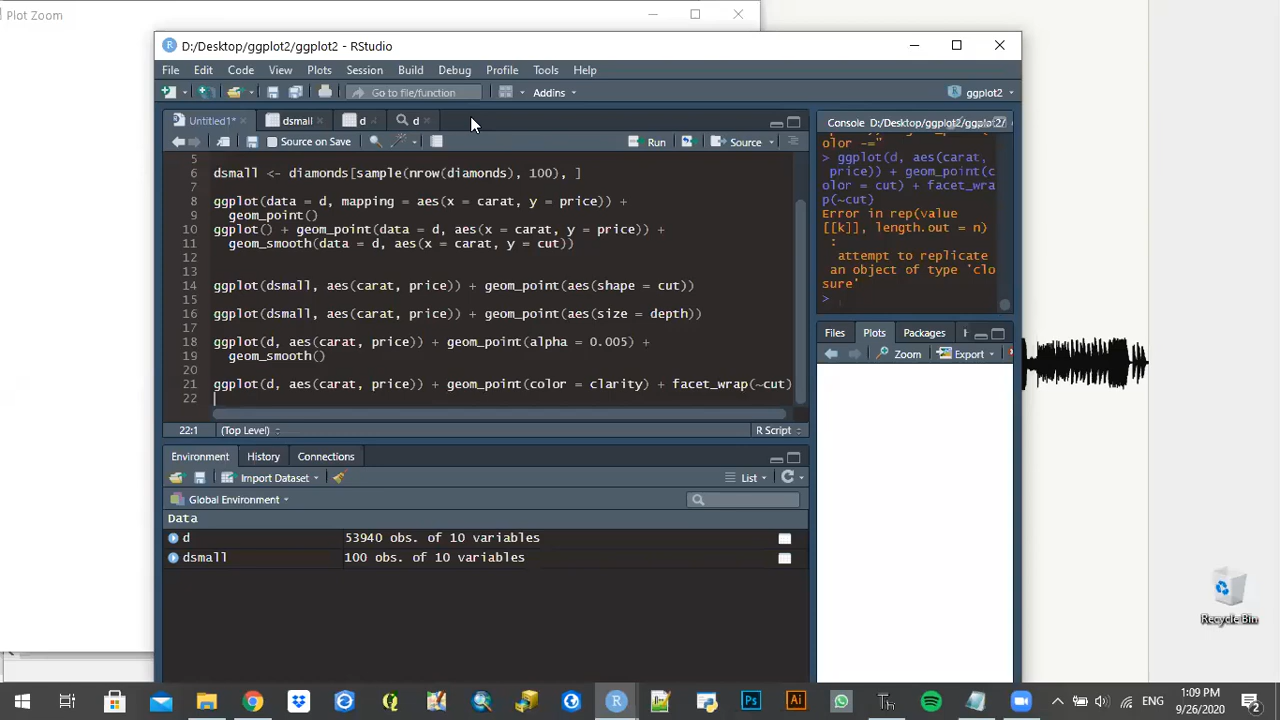 Plot Zoom
D:/Desktop/ggplot2/ggplot2 - RStudio
File Edit Code View Plots Session Build Debug Profile Tools Help
Go to file/function Addins ggplot2
Untitled1* dsmall d d
Source on Save Run Source
5
6 dsmall <- diamonds[sample(nrow(diamonds), 100), ]
7
8 ggplot(data = d, mapping = aes(x = carat, y = price)) +
9 geom_point()
10 ggplot() + geom_point(data = d, aes(x = carat, y = price)) +
11 geom_smooth(data = d, aes(x = carat, y = cut))
12
13
14 ggplot(dsmall, aes(carat, price)) + geom_point(aes(shape = cut))
15
16 ggplot(dsmall, aes(carat, price)) + geom_point(aes(size = depth))
17
18 ggplot(d, aes(carat, price)) + geom_point(alpha = 0.005) +
19 geom_smooth()
20
21 ggplot(d, aes(carat, price)) + geom_point(color = clarity) + facet_wrap(~cut)
22
22:1 (Top Level) R Script
Console D:/Desktop/ggplot2/ggplot2/
olor -="
> ggplot(d, aes(carat,
price)) + geom_point(c
olor = cut) + facet_wra
p(~cut)
Error in rep(value
[[k]], length.out = n)
:
attempt to replicate
an object of type 'clo
sure'
>
Files Plots Packages
Zoom Export
Environment History Connections
Import Dataset List
Global Environment
Data
d 53940 obs. of 10 variables
dsmall 100 obs. of 10 variables
Recycle Bin
ENG
1:09 PM
9/26/2020
2